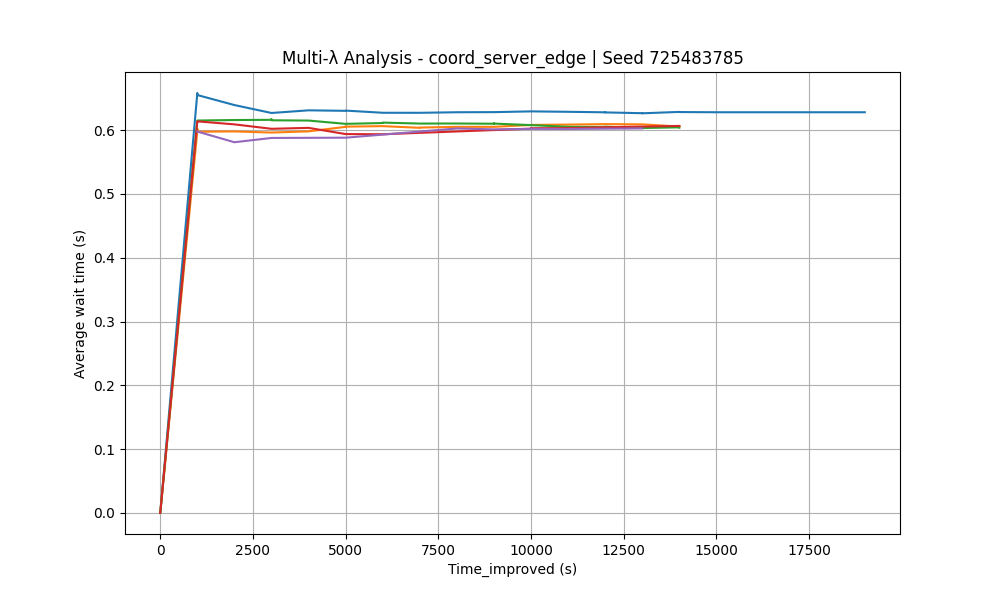 Multi-λ Analysis - coord_server_edge | Seed 725483785
Average wait time (s)
0.6
0.5
0.4
0.3
0.2
0.1
0.0
0 2500 5000 7500 10000 12500 15000 17500
Time_improved (s)